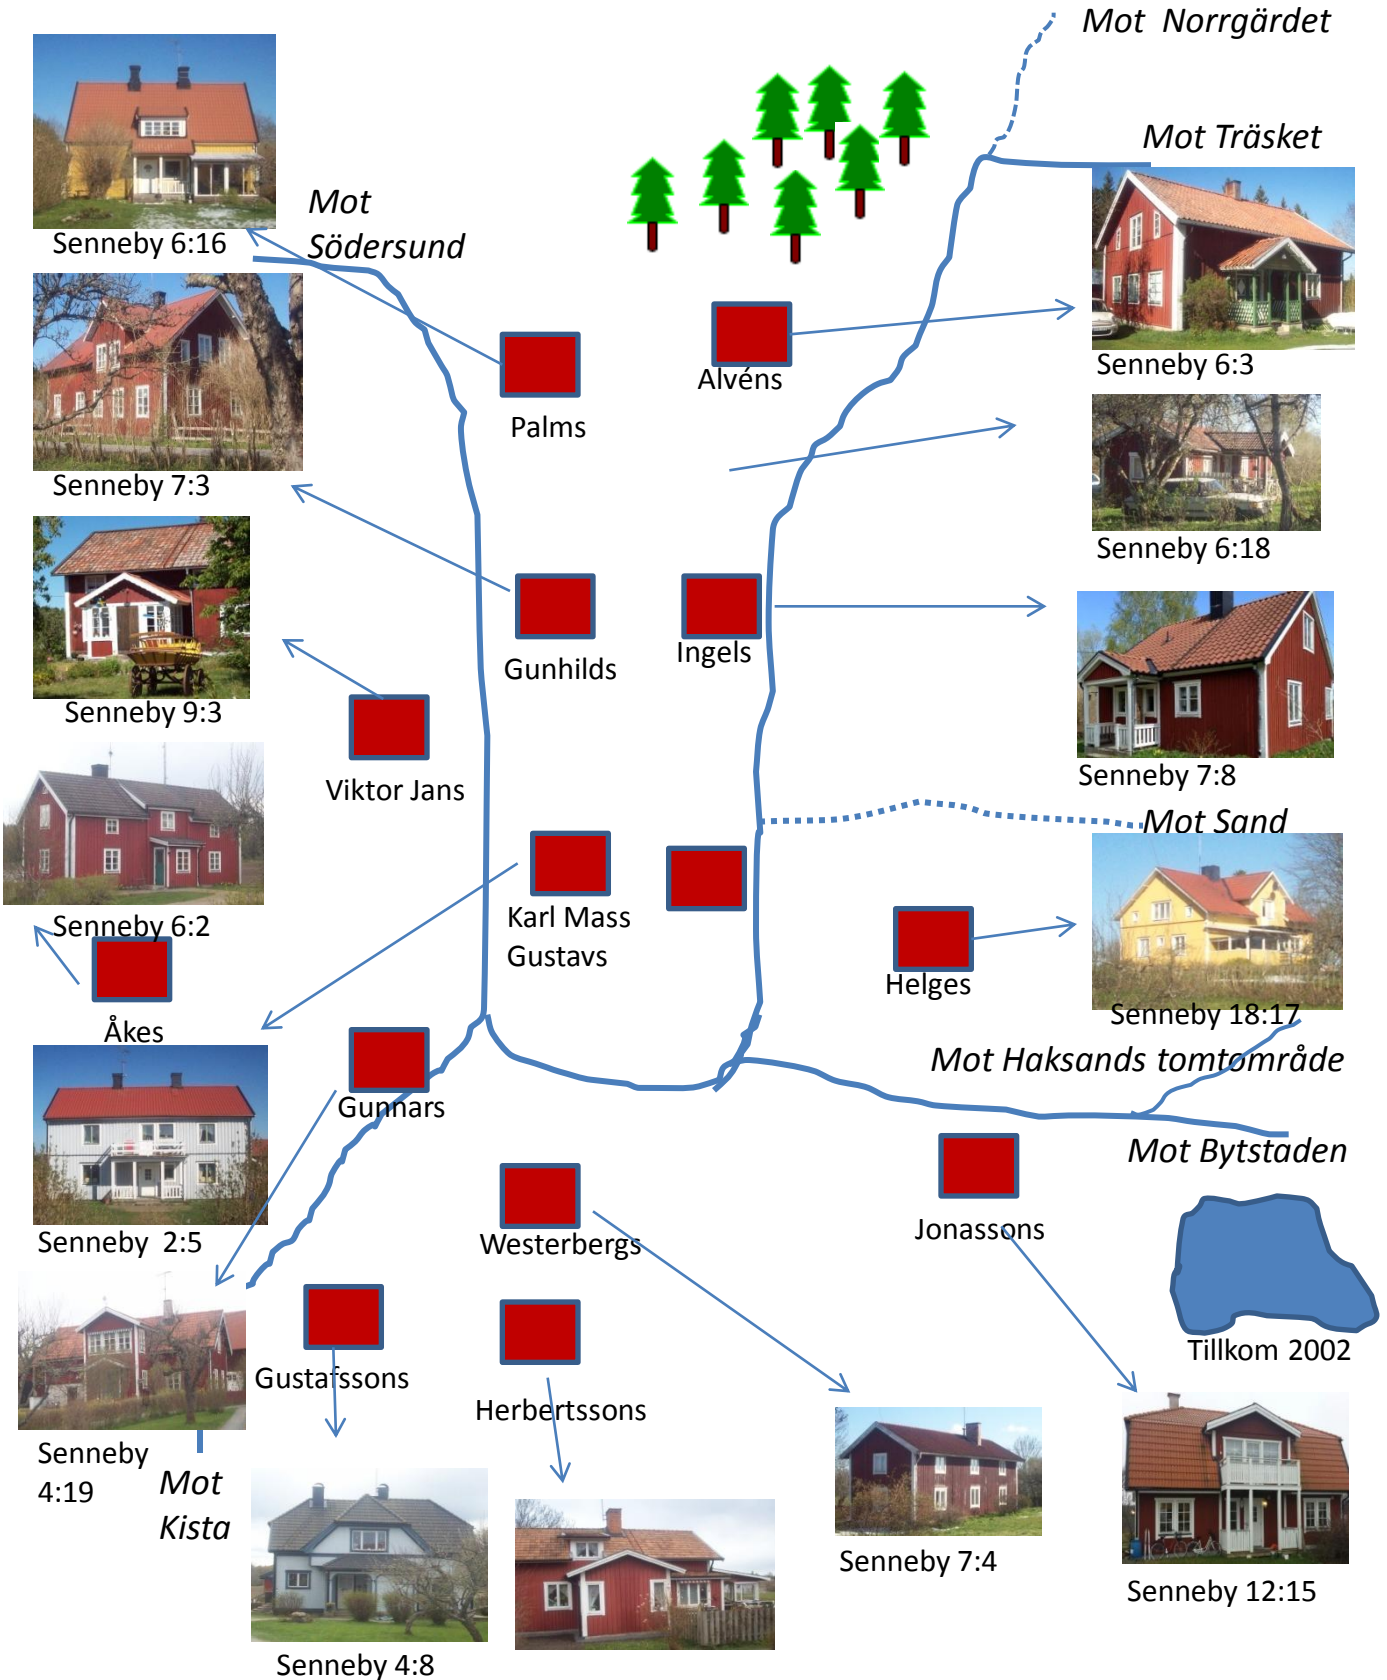 Mot Norrgärdet
Mot Träsket
Mot
Södersund
Senneby 6:16
Senneby 6:3
Alvéns
Palms
Senneby 7:3
Senneby 6:18
Gunhilds
Ingels
Senneby 9:3
Viktor Jans
Senneby 7:8
Mot Sand
Senneby 6:2
Karl Mass
Gustavs
Helges
Åkes
Senneby 18:17
Mot Haksands tomtområde
Gunnars
Mot Bytstaden
Senneby 2:5
Westerbergs
Jonassons
Tillkom 2002
Gustafssons
Herbertssons
Senneby
4:19
Mot
Kista
Senneby 7:4
Senneby 12:15
Senneby 4:8